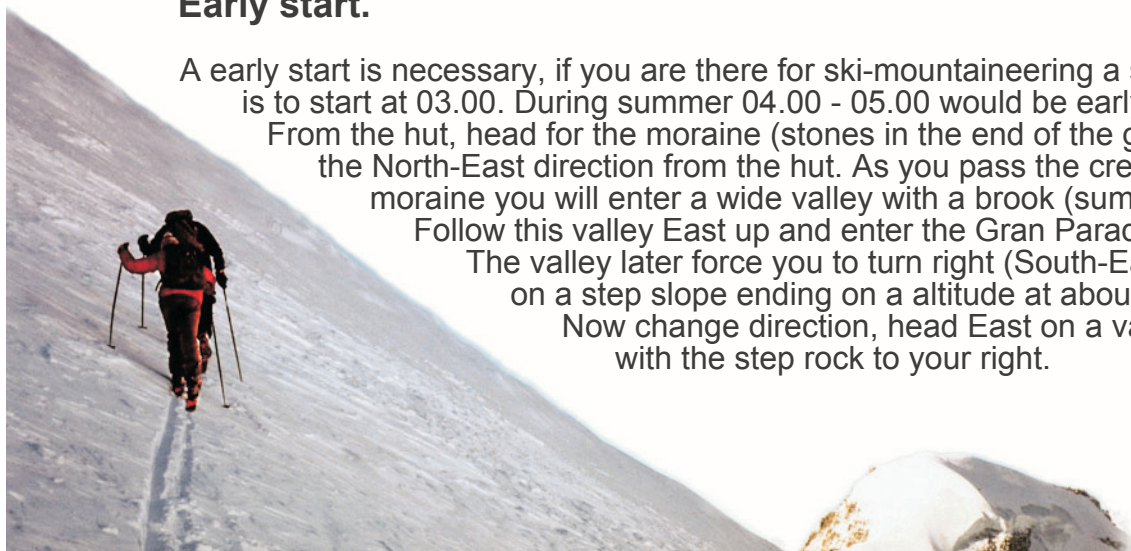 Early start.
A early start is necessary, if you are there for ski-mountaineering a
is to start at 03.00. During summer 04.00 - 05.00 would be earl
From the hut, head for the moraine (stones in the end of the g
the North-East direction from the hut. As you pass the cre
moraine you will enter a wide valley with a brook (sum
Follow this valley East up and enter the Gran Parad
The valley later force you to turn right (South-Ea
on a step slope ending on a altitude at abou
Now change direction, head East on a va
with the step rock to your right.